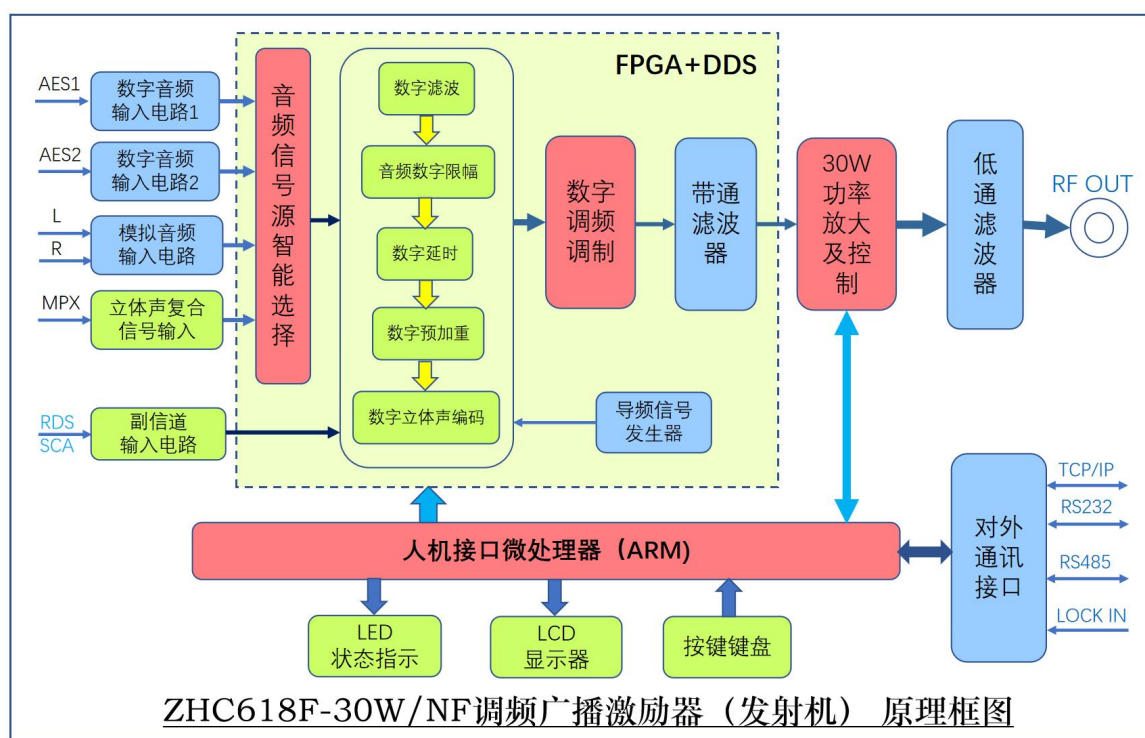 FPGA+DDS
AES1
数字音频
输入电路1
AES2
数字音频
输入电路2
L
R
模拟音频
输入电路
MPX
立体声复合
信号输入
RDS
SCA
副信道
输入电路
音频信号源智能选择
数字滤波
音频数字限幅
数字延时
数字预加重
数字立体声编码
导频信号
发生器
数字
调频
调制
带通
滤波
器
30W
功率
放大
及控
制
低通滤波器
RF OUT
人机接口微处理器（ARM)
对外
通讯
接口
TCP/IP
RS232
RS485
LOCK IN
LED
状态指示
LCD
显示器
按键键盘
ZHC618F-30W/NF调频广播激励器（发射机） 原理框图